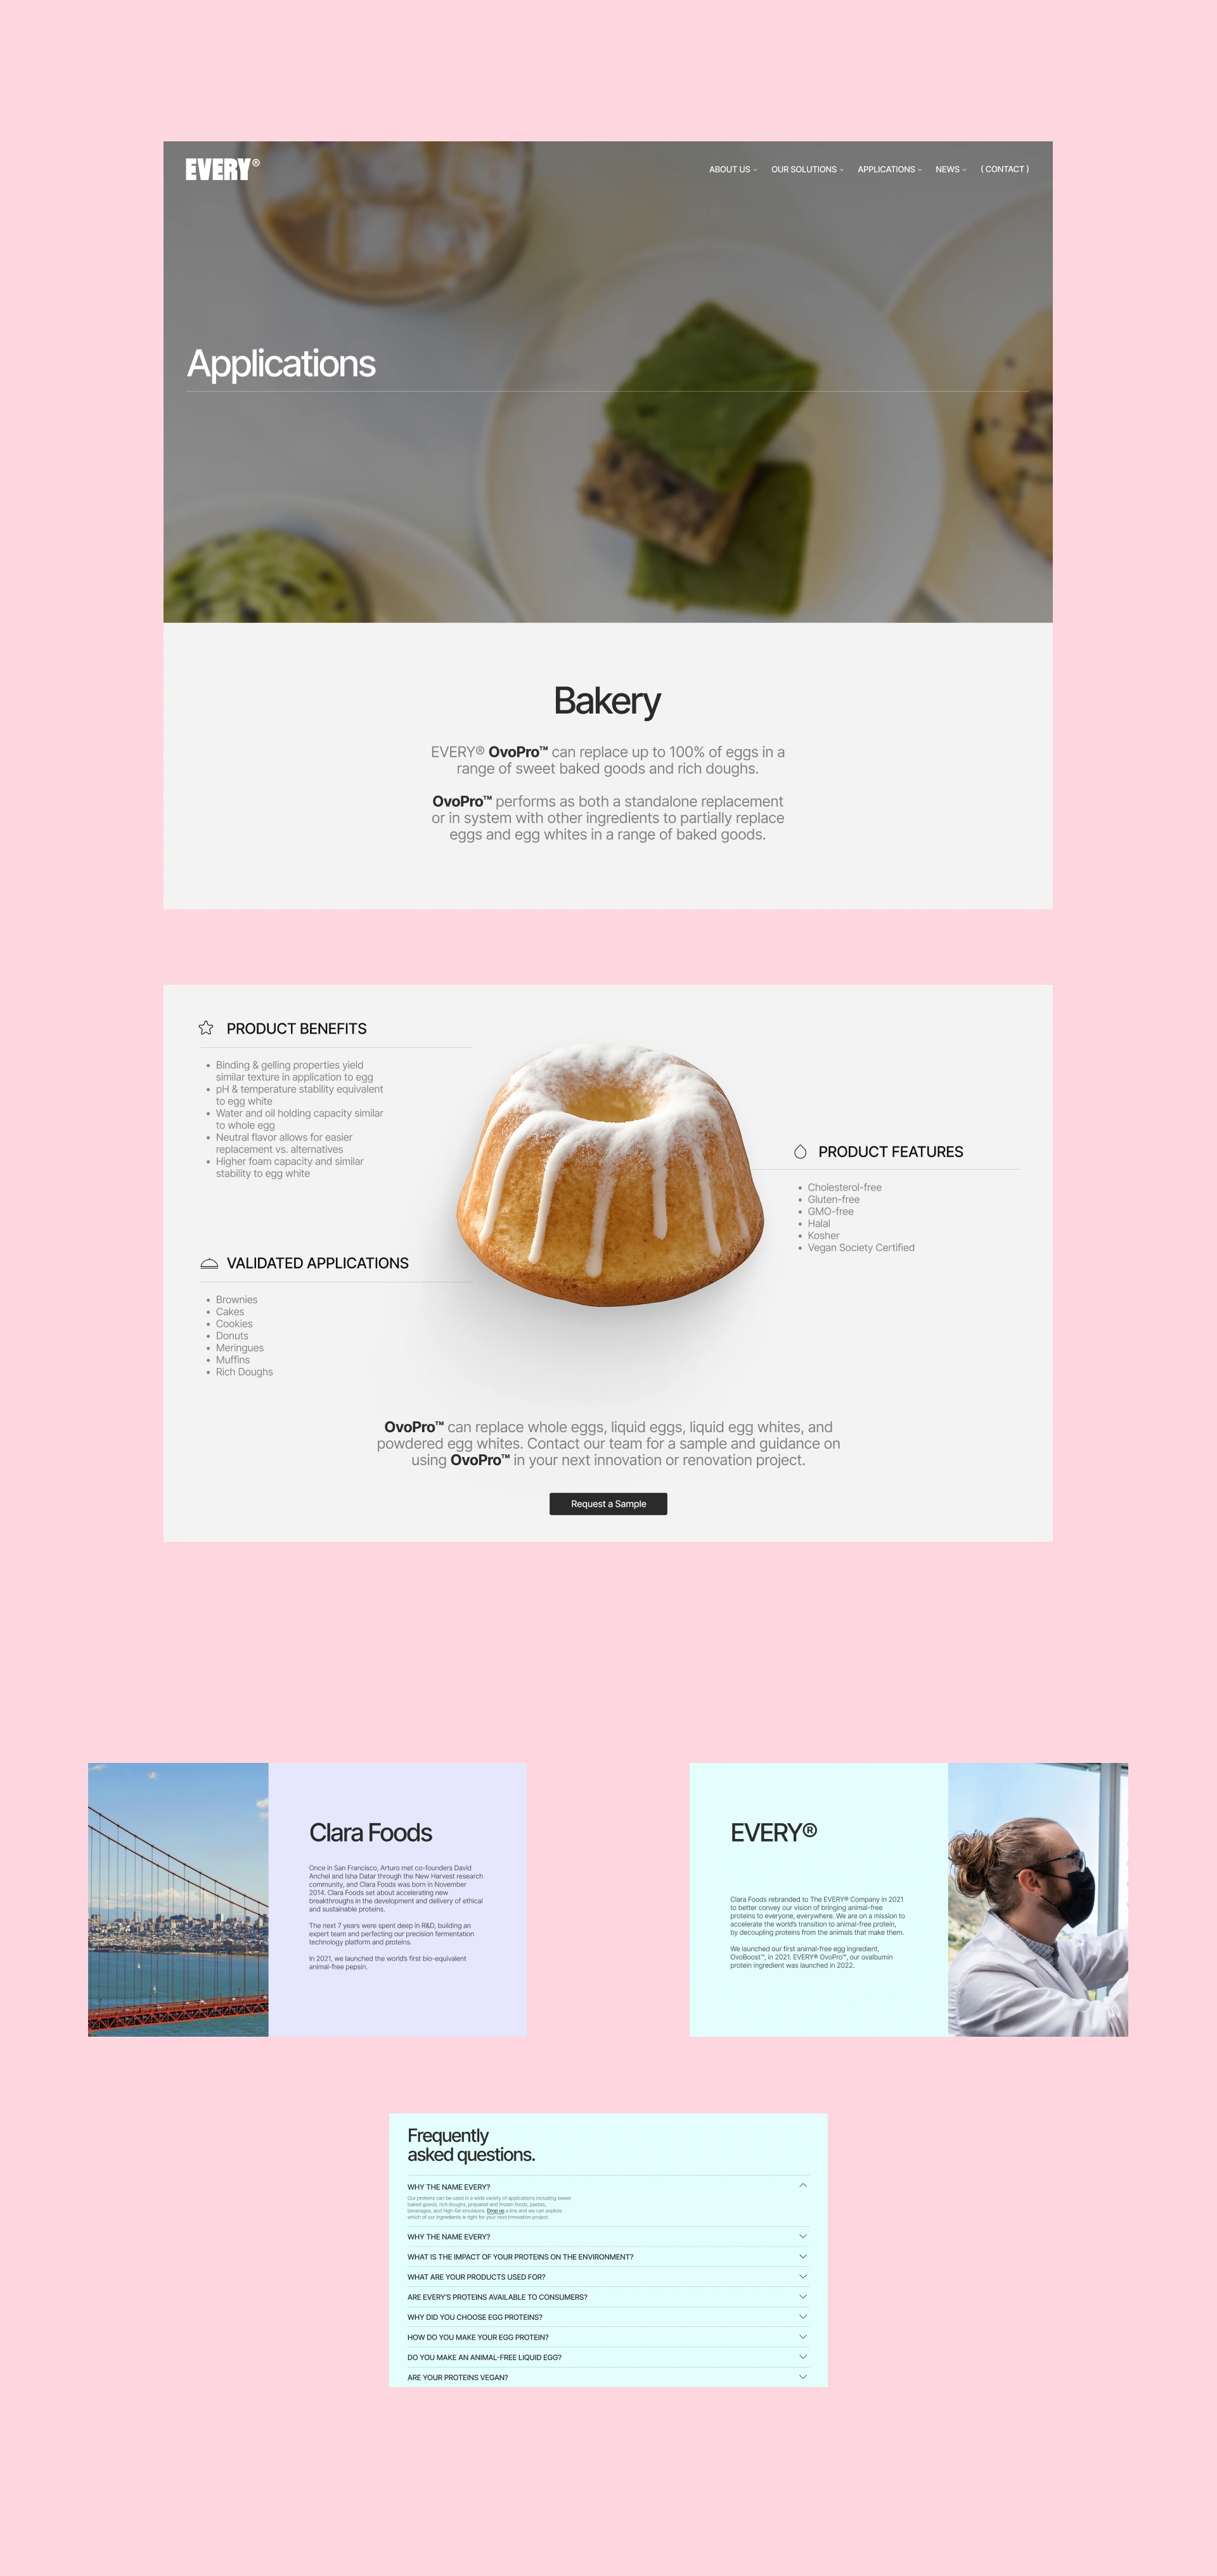 EVERY®
ABOUT US
OUR SOLUTIONS
APPLICATIONS
NEWS
( CONTACT )
Applications
Bakery
EVERY® OvoPro™ can replace up to 100% of eggs in a
range of sweet baked goods and rich doughs.
OvoPro™ performs as both a standalone replacement
or in system with other ingredients to partially replace
eggs and egg whites in a range of baked goods.
PRODUCT BENEFITS
• Binding & gelling properties yield
similar texture in application to egg
• pH & temperature stability equivalent
to egg white
• Water and oil holding capacity similar
to whole egg
• Neutral flavor allows for easier
replacement vs. alternatives
• Higher foam capacity and similar
stability to egg white
PRODUCT FEATURES
• Cholesterol-free
• Gluten-free
• GMO-free
• Halal
• Kosher
• Vegan Society Certified
VALIDATED APPLICATIONS
• Brownies
• Cakes
• Cookies
• Donuts
• Meringues
• Muffins
• Rich Doughs
OvoPro™ can replace whole eggs, liquid eggs, liquid egg whites, and
powdered egg whites. Contact our team for a sample and guidance on
using OvoPro™ in your next innovation or renovation project.
Request a Sample
Clara Foods
Once in San Francisco, Arturo met co-founders David
Anchel and Isha Datar through the New Harvest research
community, and Clara Foods was born in November
2014. Clara Foods set about accelerating new
breakthroughs in the development and delivery of ethical
and sustainable proteins.
The next 7 years were spent deep in R&D, building an
expert team and perfecting our precision fermentation
technology platform and proteins.
In 2021, we launched the world's first bio-equivalent
animal-free pepsin.
EVERY®
Clara Foods rebranded to The EVERY® Company in 2021
to better convey our vision of bringing animal-free
proteins to everyone, everywhere. We are on a mission to
accelerate the world's transition to animal-free protein,
by decoupling proteins from the animals that make them.
We launched our first animal-free egg ingredient,
OvoBoost™, in 2021. EVERY® OvoPro™, our ovalbumin
protein ingredient was launched in 2022.
Frequently
asked questions.
WHY THE NAME EVERY?
Our proteins can be used in a wide variety of applications including sweet
baked goods, rich doughs, prepared and frozen foods, pastas,
beverages, and high-fat emulsions. Drop us a line and we can explore
which of our ingredients is right for your next innovation project.
WHY THE NAME EVERY?
WHAT IS THE IMPACT OF YOUR PROTEINS ON THE ENVIRONMENT?
WHAT ARE YOUR PRODUCTS USED FOR?
ARE EVERY'S PROTEINS AVAILABLE TO CONSUMERS?
WHY DID YOU CHOOSE EGG PROTEINS?
HOW DO YOU MAKE YOUR EGG PROTEIN?
DO YOU MAKE AN ANIMAL-FREE LIQUID EGG?
ARE YOUR PROTEINS VEGAN?